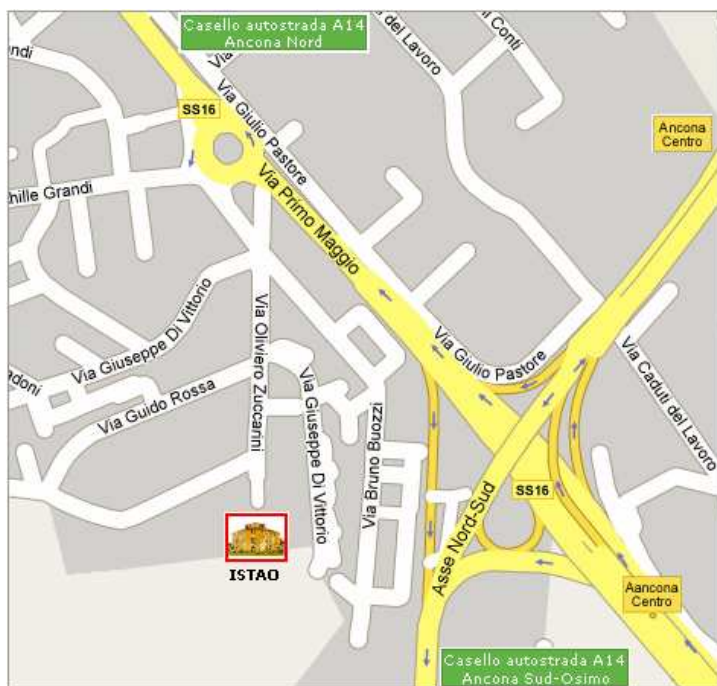 Casello autostrada A14
Ancona Nord
Via
del Lavoro
Conti
SS16
Via Giulio Pastore
Ancona
Centro
hille Grandi
Via Primo Maggio
Via Giuseppe Di Vittorio
Via Oliviero Zuccarini
Via Giulio Pastore
Via Caduti del Lavoro
adoni
Via Guido Rossa
Via Giuseppe Di Vittorio
Via Bruno Buozzi
SS16
Asse Nord-Sud
ISTAO
Aancona
Centro
Casello autostrada A14
Ancona Sud-Osimo